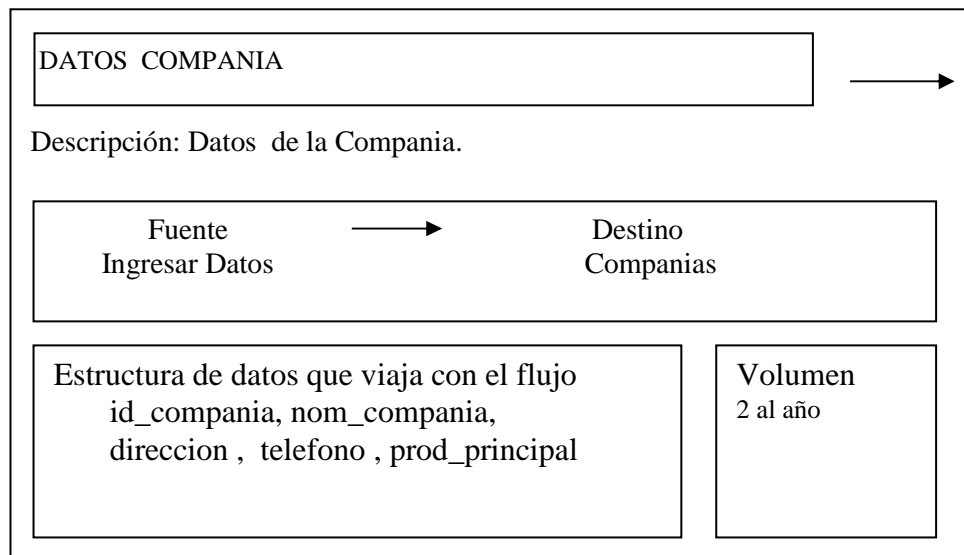 DATOS COMPANIA
Descripción: Datos de la Compania.
Fuente Destino
Ingresar Datos Companias
Estructura de datos que viaja con el flujo
id_compania, nom_compania,
direccion , telefono , prod_principal
Volumen
2 al año